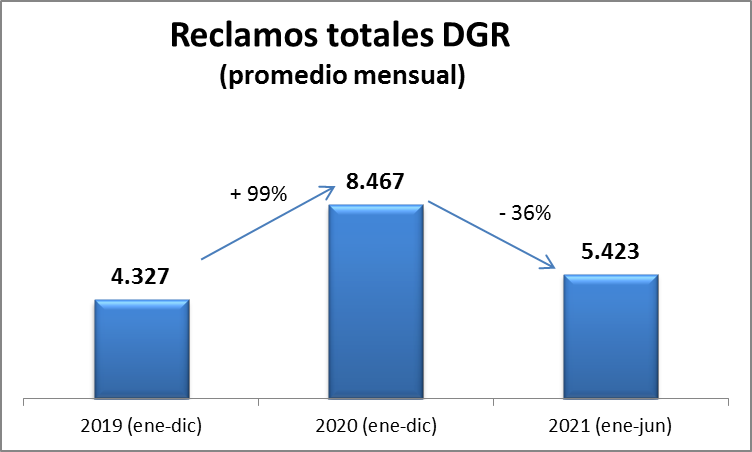 Reclamos totales DGR
(promedio mensual)
+ 99%
8.467
- 36%
5.423
4.327
2019 (ene-dic)
2020 (ene-dic)
2021 (ene-jun)